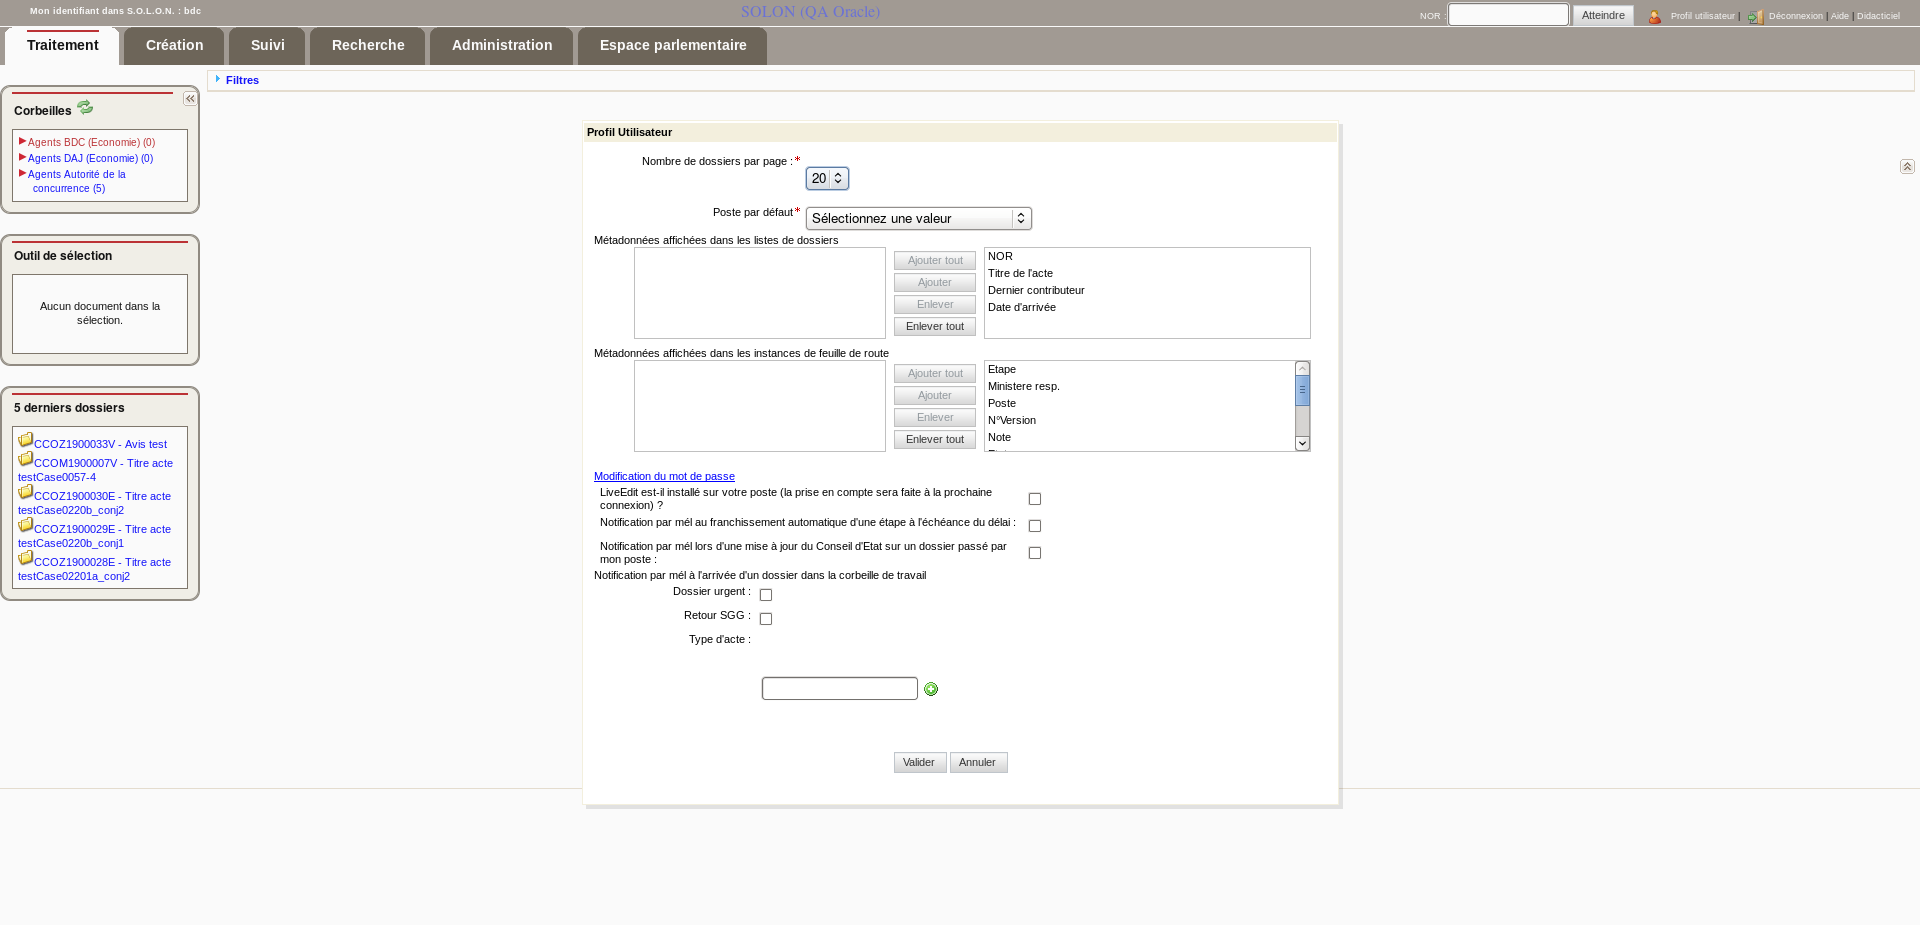 Mon identifiant dans S.O.L.O.N. : bdc
SOLON (QA Oracle)
NOR :
Atteindre
Profil utilisateur | Déconnexion | Aide | Didacticiel
Traitement
Création
Suivi
Recherche
Administration
Espace parlementaire
Filtres
Corbeilles
Agents BDC (Economie) (0)
Agents DAJ (Economie) (0)
Agents Autorité de la
concurrence (5)
Outil de sélection
Aucun document dans la
sélection.
5 derniers dossiers
CCOZ1900033V - Avis test
CCOM1900007V - Titre acte
testCase0057-4
CCOZ1900030E - Titre acte
testCase0220b_conj2
CCOZ1900029E - Titre acte
testCase0220b_conj1
CCOZ1900028E - Titre acte
testCase02201a_conj2
Profil Utilisateur
Nombre de dossiers par page :*
20
Poste par défaut*
Sélectionnez une valeur
Métadonnées affichées dans les listes de dossiers
Ajouter tout
Ajouter
Enlever
Enlever tout
NOR
Titre de l'acte
Dernier contributeur
Date d'arrivée
Métadonnées affichées dans les instances de feuille de route
Ajouter tout
Ajouter
Enlever
Enlever tout
Etape
Ministere resp.
Poste
N°Version
Note
Modification du mot de passe
LiveEdit est-il installé sur votre poste (la prise en compte sera faite à la prochaine
connexion) ?
Notification par mél au franchissement automatique d'une étape à l'échéance du délai :
Notification par mél lors d'une mise à jour du Conseil d'Etat sur un dossier passé par
mon poste :
Notification par mél à l'arrivée d'un dossier dans la corbeille de travail
Dossier urgent :
Retour SGG :
Type d'acte :
Valider
Annuler